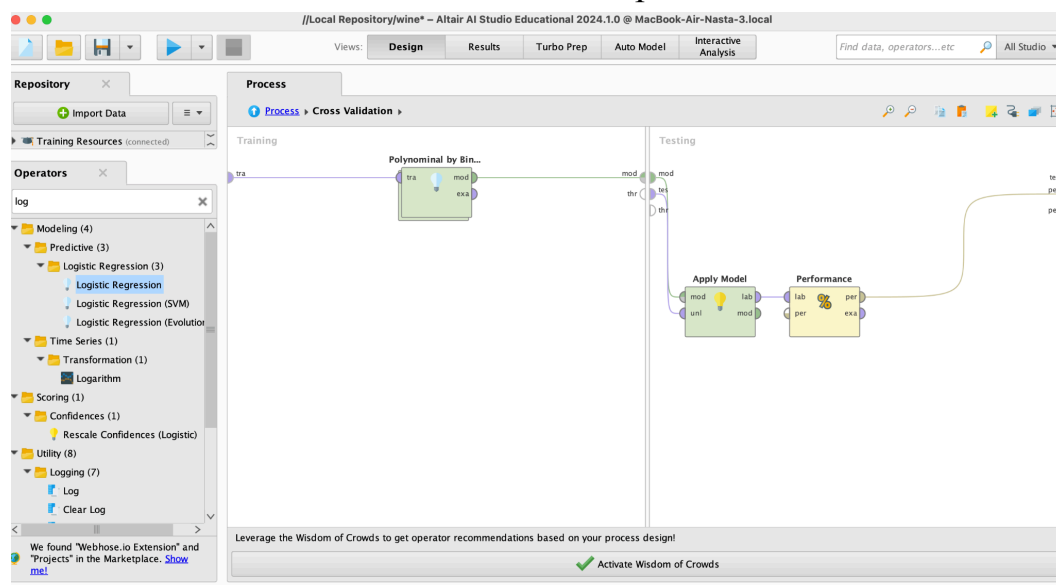 //Local Repository/wine* – Altair AI Studio Educational 2024.1.0 @ MacBook-Air-Nasta-3.local
Views: Design Results Turbo Prep Auto Model Interactive Analysis
Find data, operators...etc All Studio
Repository
Import Data
Training Resources (connected)
Operators
log
Modeling (4)
Predictive (3)
Logistic Regression (3)
Logistic Regression
Logistic Regression (SVM)
Logistic Regression (Evolution
Time Series (1)
Transformation (1)
Logarithm
Scoring (1)
Confidences (1)
Rescale Confidences (Logistic)
Utility (8)
Logging (7)
Log
Clear Log
We found "Webhose.io Extension" and
"Projects" in the Marketplace. Show
me!
Process
Process Cross Validation
Training
Polynominal by Bin...
tra
tra mod
exa
mod
thr
Testing
mod
tes
thr
Apply Model
mod lab
unl mod
Performance
lab % per
per exa
te
pe
pe
Leverage the Wisdom of Crowds to get operator recommendations based on your process design!
Activate Wisdom of Crowds